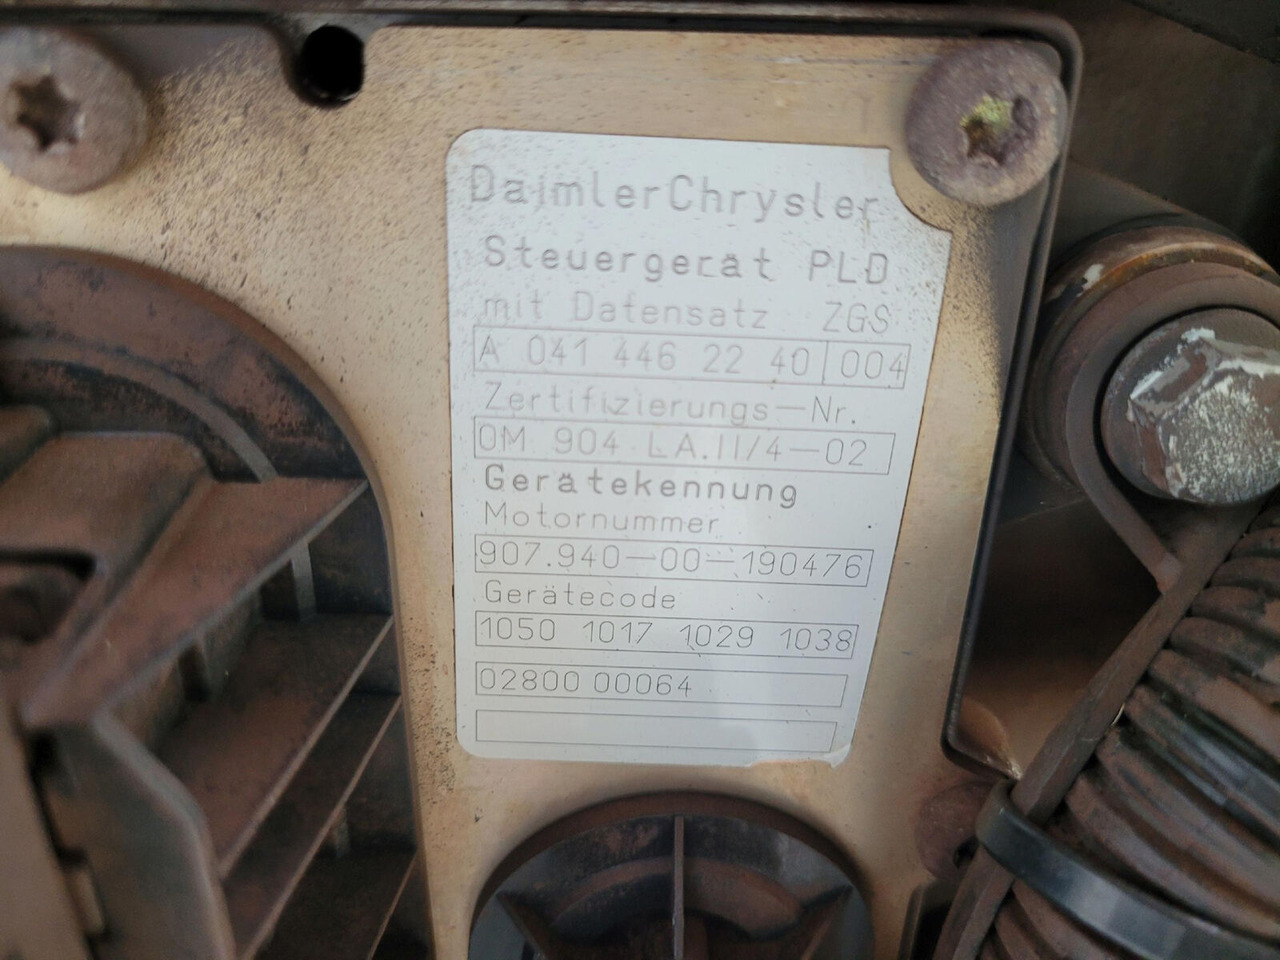 DaimlerChrysler
Steuergerät PLD
mit Datensatz ZGS
A 041 446 22 40 004
Zertifizierungs-Nr.
OM 904 LA.II/4-02
Gerätekennung
Motornummer
907.940-00-190476
Gerätecode
1050 1017 1029 1038
02800 00064